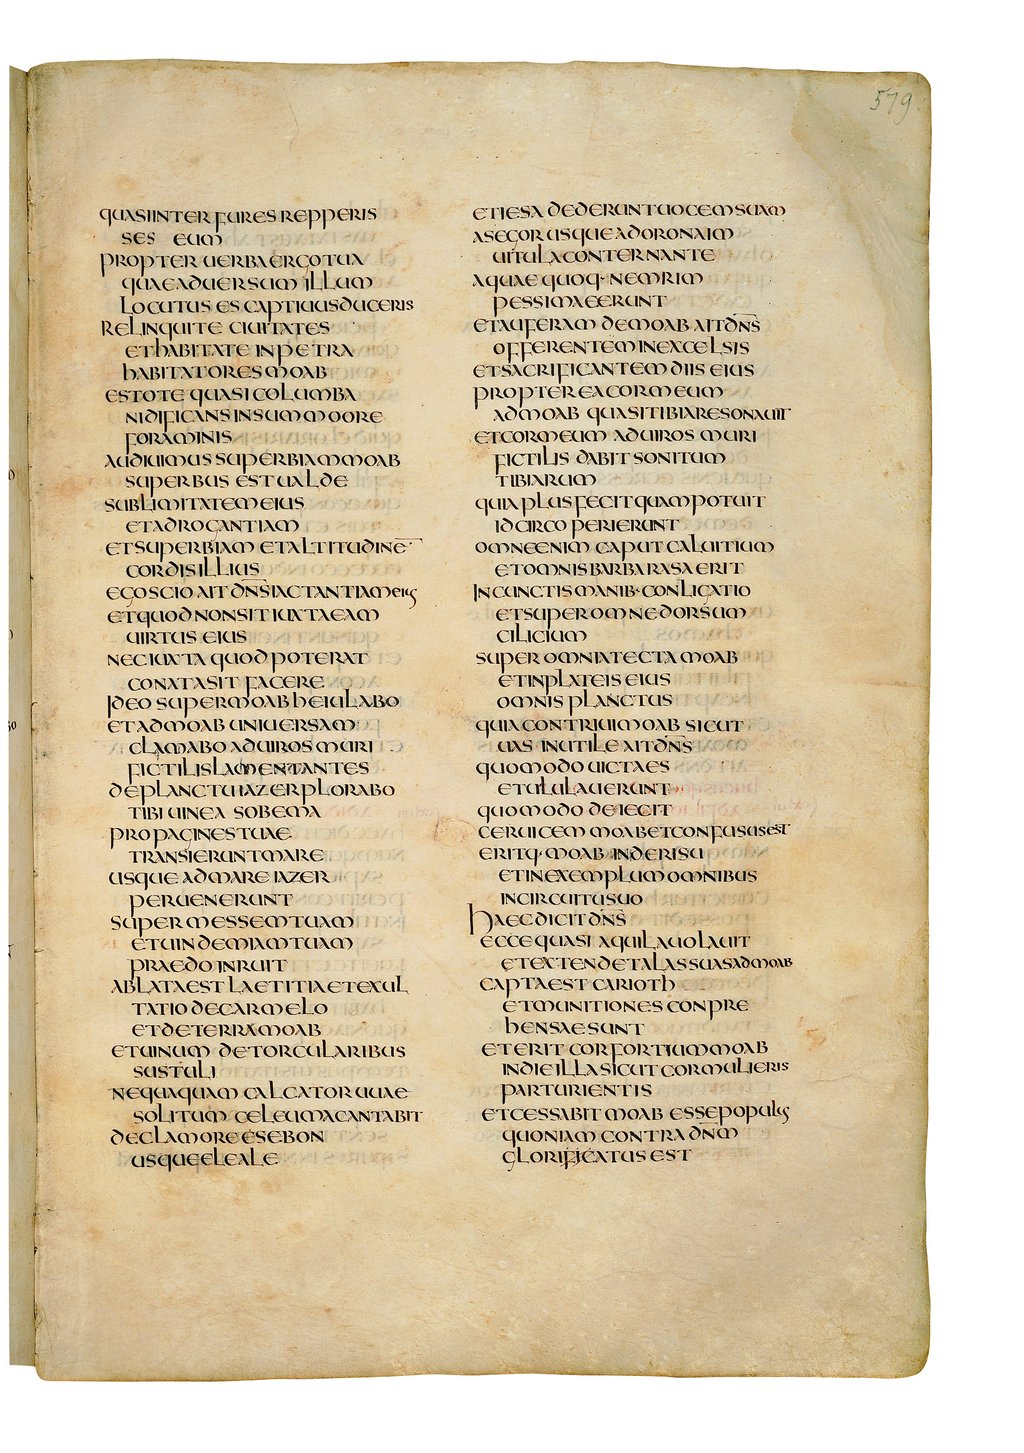 579
QUASI INTER FURES REPPERIS
SES EUM
PROPTER UERBA ERGO TUA
QUAE ADUERSUM ILLUM
LOCUTUS ES CAPTIUUS DUCERIS
RELINQUITE CIUITATES
ET HABITATE IN PETRA
HABITATORES MOAB
ESTOTE QUASI COLUMBA
NIDIFICANS IN SUMMO ORE
FORAMINIS
AUDIUIMUS SUPERBIAM MOAB
SUPERBUS EST UALDE
SUBLIMITATEM EIUS
ET ADROGANTIAM
ET SUPERBIAM ET ALTITUDINĒ
CORDIS ILLIUS
EGO SCIO AIT DN̄S IACTANTIAM EIUS
ET QUOD NON SIT IUXTA EAM
UIRTUS EIUS
NEC IUXTA QUOD POTERAT
CONATA SIT FACERE
IDEO SUPER MOAB HEIULABO
ET AD MOAB UNIUERSAM
CLAMABO AD UIROS MURI
FICTILIS LAMENTANTES
DE PLANCTU IAZER PLORABO
TIBI UINEA SOBEMA
PROPAGINES TUAE
TRANSIERUNT MARE
USQUE AD MARE IAZER
PERUENERUNT
SUPER MESSEM TUAM
ET UINDEMIAM TUAM
PRAEDO INRUIT
ABLATA EST LAETITIA ET EXUL
TATIO DE CARMELO
ET DE TERRA MOAB
ET UINUM DE TORCULARIBUS
SUSTULI
NEQUAQUAM CALCATOR UUAE
SOLITUM CELEUMA CANTABIT
DE CLAMORE ESEBON
USQUE ELEALE
ET IESA DEDERUNT UOCEM SUAM
A SEGOR USQUE AD ORONAIM
UITULA CONTERNANTE
AQUAE QUOQ· NEMRIM
PESSIMAE ERUNT
ET AUFERAM DE MOAB AIT DN̄S
OFFERENTEM IN EXCELSIS
ET SACRIFICANTEM DIIS EIUS
PROPTEREA COR MEUM
AD MOAB QUASI TIBIA RESONAUIT
ET COR MEUM AD UIROS MURI
FICTILIS DABIT SONITUM
TIBIARUM
QUIA PLUS FECIT QUAM POTUIT
IDCIRCO PERIERUNT
OMNE ENIM CAPUT CALUITIUM
ET OMNIS BARBA RASA ERIT
IN CUNCTIS MANIB· CONLIGATIO
ET SUPER OMNE DORSUM
CILICIUM
SUPER OMNIA TECTA MOAB
ET IN PLATEIS EIUS
OMNIS PLANCTUS
QUIA CONTRIUI MOAB SICUT
UAS INUTILE AIT DN̄S
QUOMODO UICTA ES
ET ULULAUERUNT
QUOMODO DEIECIT
CERUICEM MOAB ET CONFUSUS EST
ERITQ· MOAB IN DERISU
ET IN EXEMPLUM OMNIBUS
IN CIRCUITU SUO
HAEC DICIT DN̄S
ECCE QUASI AQUILA UOLAUIT
ET EXTENDET ALAS SUAS AD MOAB
CAPTA EST CARIOTH
ET MUNITIONES CONPRE
HENSAE SUNT
ET ERIT COR FORTIUM MOAB
IN DIE ILLA SICUT COR MULIERIS
PARTURIENTIS
ET CESSABIT MOAB ESSE POPULUS
QUONIAM CONTRA DN̄M
GLORIFICATUS EST